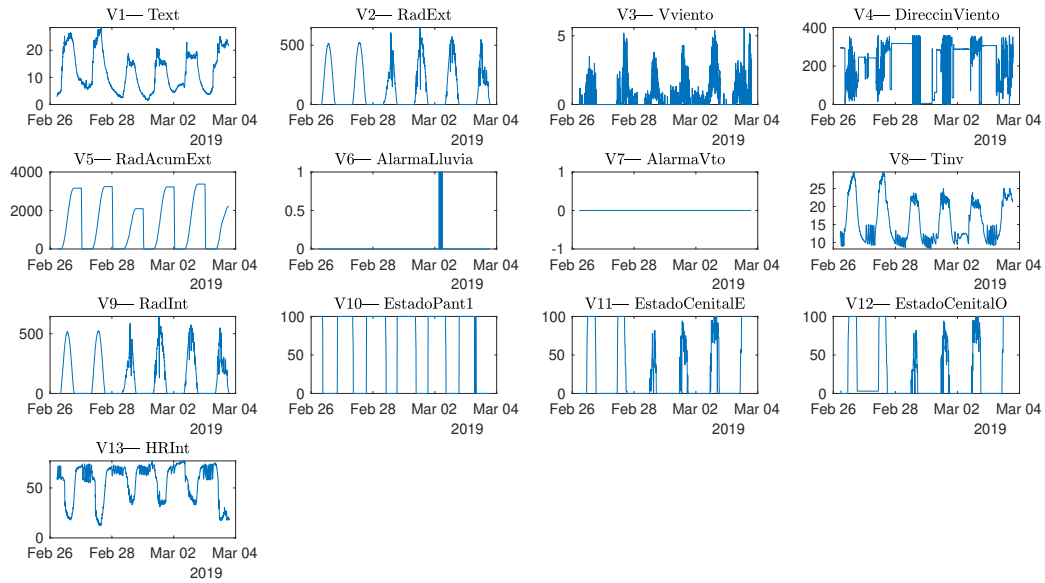 V1— Text
V2— RadExt
V3— Vviento
V4— DireccinViento
20
10
0
Feb 26 Feb 28 Mar 02 Mar 04
2019
500
0
Feb 26 Feb 28 Mar 02 Mar 04
2019
5
0
Feb 26 Feb 28 Mar 02 Mar 04
2019
400
200
0
Feb 26 Feb 28 Mar 02 Mar 04
2019
V5— RadAcumExt
V6— AlarmaLluvia
V7— AlarmaVto
V8— Tinv
4000
2000
0
Feb 26 Feb 28 Mar 02 Mar 04
2019
1
0.5
0
Feb 26 Feb 28 Mar 02 Mar 04
2019
1
0
-1
Feb 26 Feb 28 Mar 02 Mar 04
2019
25
20
15
10
Feb 26 Feb 28 Mar 02 Mar 04
2019
V9— RadInt
V10— EstadoPant1
V11— EstadoCenitalE
V12— EstadoCenitalO
500
0
Feb 26 Feb 28 Mar 02 Mar 04
2019
100
50
0
Feb 26 Feb 28 Mar 02 Mar 04
2019
100
50
0
Feb 26 Feb 28 Mar 02 Mar 04
2019
100
50
0
Feb 26 Feb 28 Mar 02 Mar 04
2019
V13— HRInt
50
0
Feb 26 Feb 28 Mar 02 Mar 04
2019